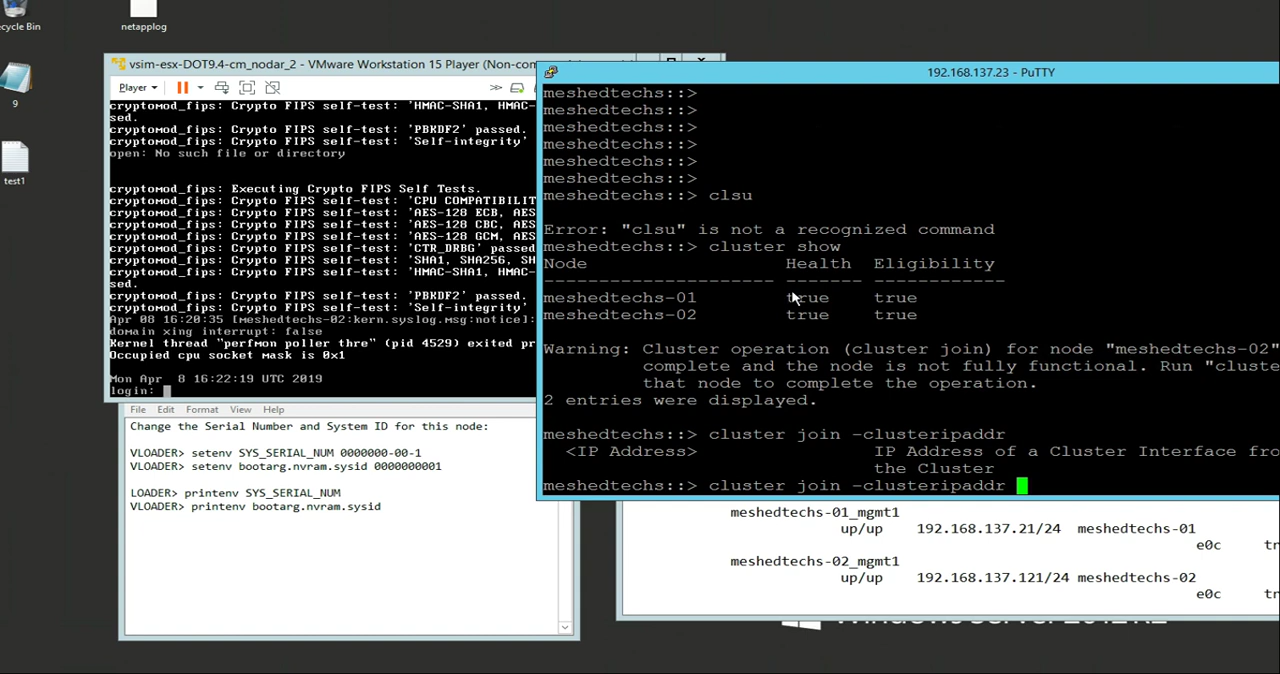 ecycle Bin
netapplog
9
test1
vsim-esx-DOT9.4-cm_nodar_2 - VMware Workstation 15 Player (Non-com
Player
cryptomod_fips: Crypto FIPS self-test: 'HMAC-SHA1, HMAC-
sed.
cryptomod_fips: Crypto FIPS self-test: 'PBKDF2' passed.
cryptomod_fips: Crypto FIPS self-test: 'Self-integrity'
open: No such file or directory
cryptomod_fips: Executing Crypto FIPS Self Tests.
cryptomod_fips: Crypto FIPS self-test: 'CPU COMPATIBILIT
cryptomod_fips: Crypto FIPS self-test: 'AES-128 ECB, AES
cryptomod_fips: Crypto FIPS self-test: 'AES-128 CBC, AES
cryptomod_fips: Crypto FIPS self-test: 'AES-128 GCM, AES
cryptomod_fips: Crypto FIPS self-test: 'CTR_DRBG' passed
cryptomod_fips: Crypto FIPS self-test: 'SHA1, SHA256, SH
cryptomod_fips: Crypto FIPS self-test: 'HMAC-SHA1, HMAC-
sed.
cryptomod_fips: Crypto FIPS self-test: 'PBKDF2' passed.
cryptomod_fips: Crypto FIPS self-test: 'Self-integrity'
Apr 08 16:20:35 [meshedtechs-02:kern.syslog.msg:notice]:
domain xing interrupt: false
Kernel thread "perfmon poller thre" (pid 4529) exited pr
Occupied cpu socket mask is 0x1
Mon Apr  8 16:22:19 UTC 2019
login:
File Edit Format View Help
Change the Serial Number and System ID for this node:
VLOADER> setenv SYS_SERIAL_NUM 0000000-00-1
VLOADER> setenv bootarg.nvram.sysid 0000000001
LOADER> printenv SYS_SERIAL_NUM
VLOADER> printenv bootarg.nvram.sysid
192.168.137.23 - PuTTY
meshedtechs::>
meshedtechs::>
meshedtechs::>
meshedtechs::>
meshedtechs::>
meshedtechs::>
meshedtechs::> clsu
Error: "clsu" is not a recognized command
meshedtechs::> cluster show
Node Health Eligibility
--------------------- ------- ------------
meshedtechs-01 true true
meshedtechs-02 true true
Warning: Cluster operation (cluster join) for node "meshedtechs-02"
complete and the node is not fully functional. Run "cluste
that node to complete the operation.
2 entries were displayed.
meshedtechs::> cluster join -clusteripaddr
<IP Address> IP Address of a Cluster Interface fro
the Cluster
meshedtechs::> cluster join -clusteripaddr
meshedtechs-01_mgmt1
up/up 192.168.137.21/24 meshedtechs-01
e0c tr
meshedtechs-02_mgmt1
up/up 192.168.137.121/24 meshedtechs-02
e0c tr